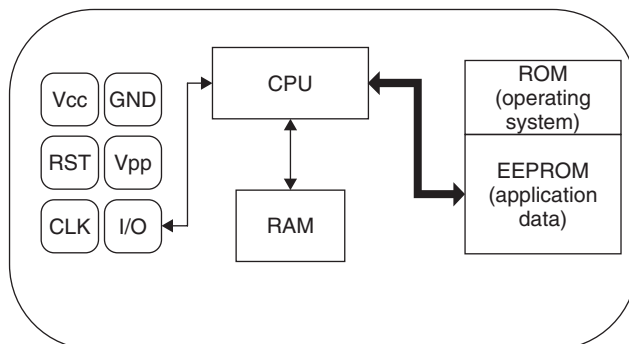 Vcc
GND
RST
Vpp
CLK
I/O
CPU
RAM
ROM
(operating
system)
EEPROM
(application
data)